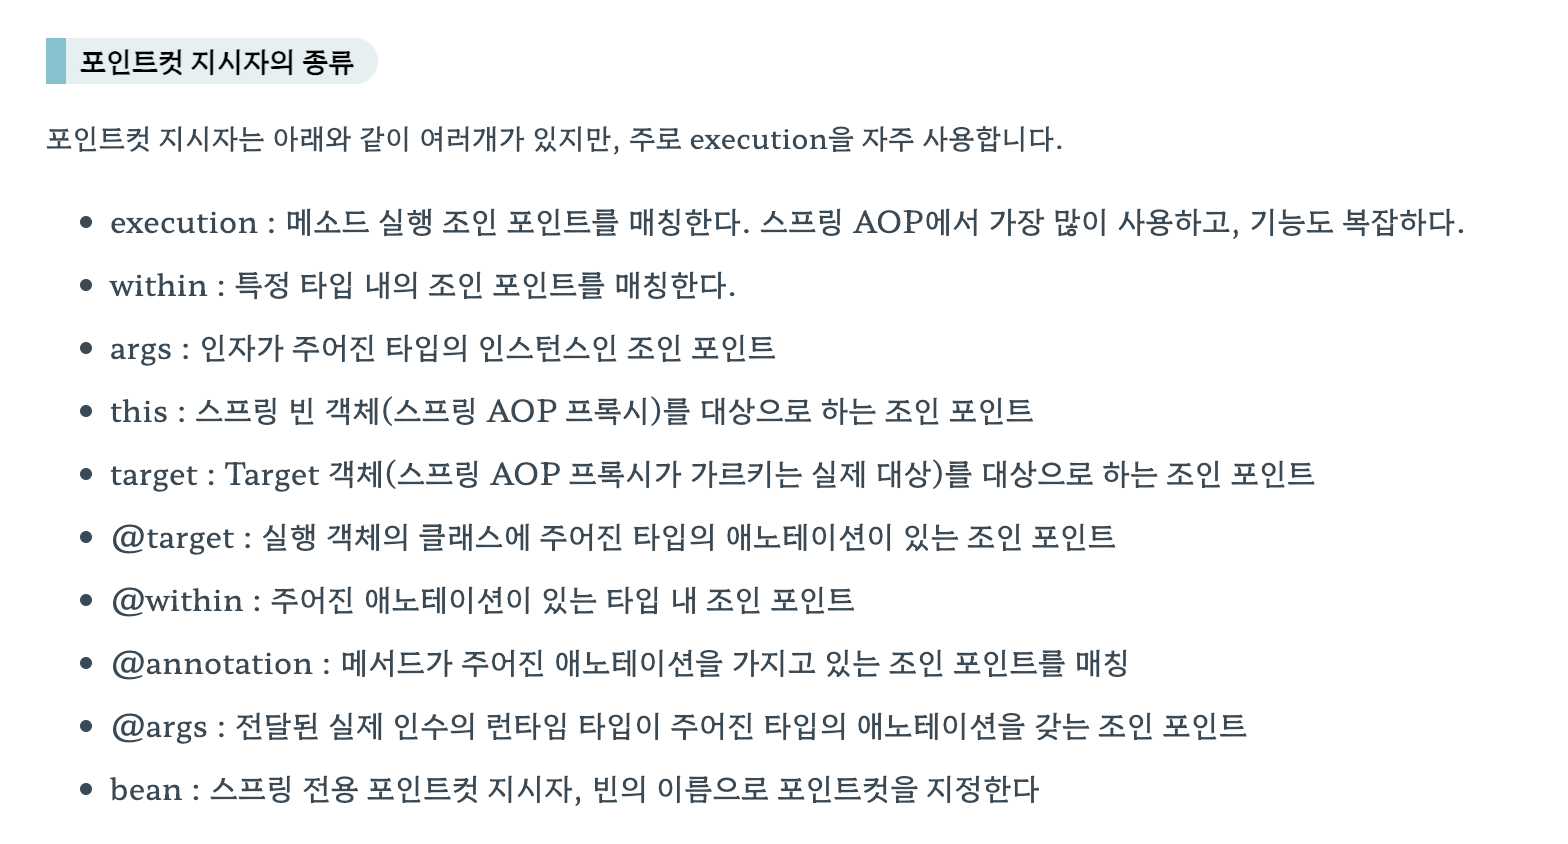 포인트컷 지시자의 종류
포인트컷 지시자는 아래와 같이 여러개가 있지만, 주로 execution을 자주 사용합니다.
• execution : 메소드 실행 조인 포인트를 매칭한다. 스프링 AOP에서 가장 많이 사용하고, 기능도 복잡하다.
• within : 특정 타입 내의 조인 포인트를 매칭한다.
• args : 인자가 주어진 타입의 인스턴스인 조인 포인트
• this : 스프링 빈 객체(스프링 AOP 프록시)를 대상으로 하는 조인 포인트
• target : Target 객체(스프링 AOP 프록시가 가르키는 실제 대상)를 대상으로 하는 조인 포인트
• @target : 실행 객체의 클래스에 주어진 타입의 애노테이션이 있는 조인 포인트
• @within : 주어진 애노테이션이 있는 타입 내 조인 포인트
• @annotation : 메서드가 주어진 애노테이션을 가지고 있는 조인 포인트를 매칭
• @args : 전달된 실제 인수의 런타임 타입이 주어진 타입의 애노테이션을 갖는 조인 포인트
• bean : 스프링 전용 포인트컷 지시자, 빈의 이름으로 포인트컷을 지정한다